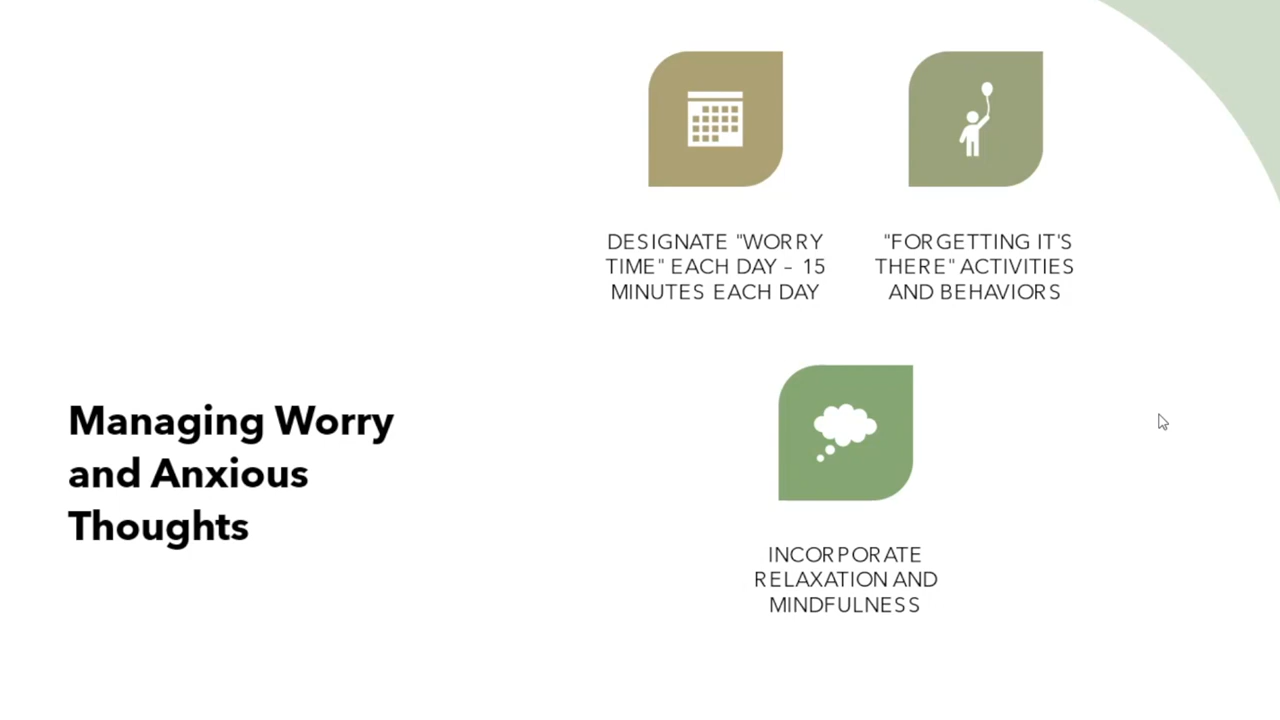 DESIGNATE "WORRY
TIME" EACH DAY – 15
MINUTES EACH DAY
"FORGETTING IT'S
THERE" ACTIVITIES
AND BEHAVIORS
Managing Worry
and Anxious
Thoughts
INCORPORATE
RELAXATION AND
MINDFULNESS